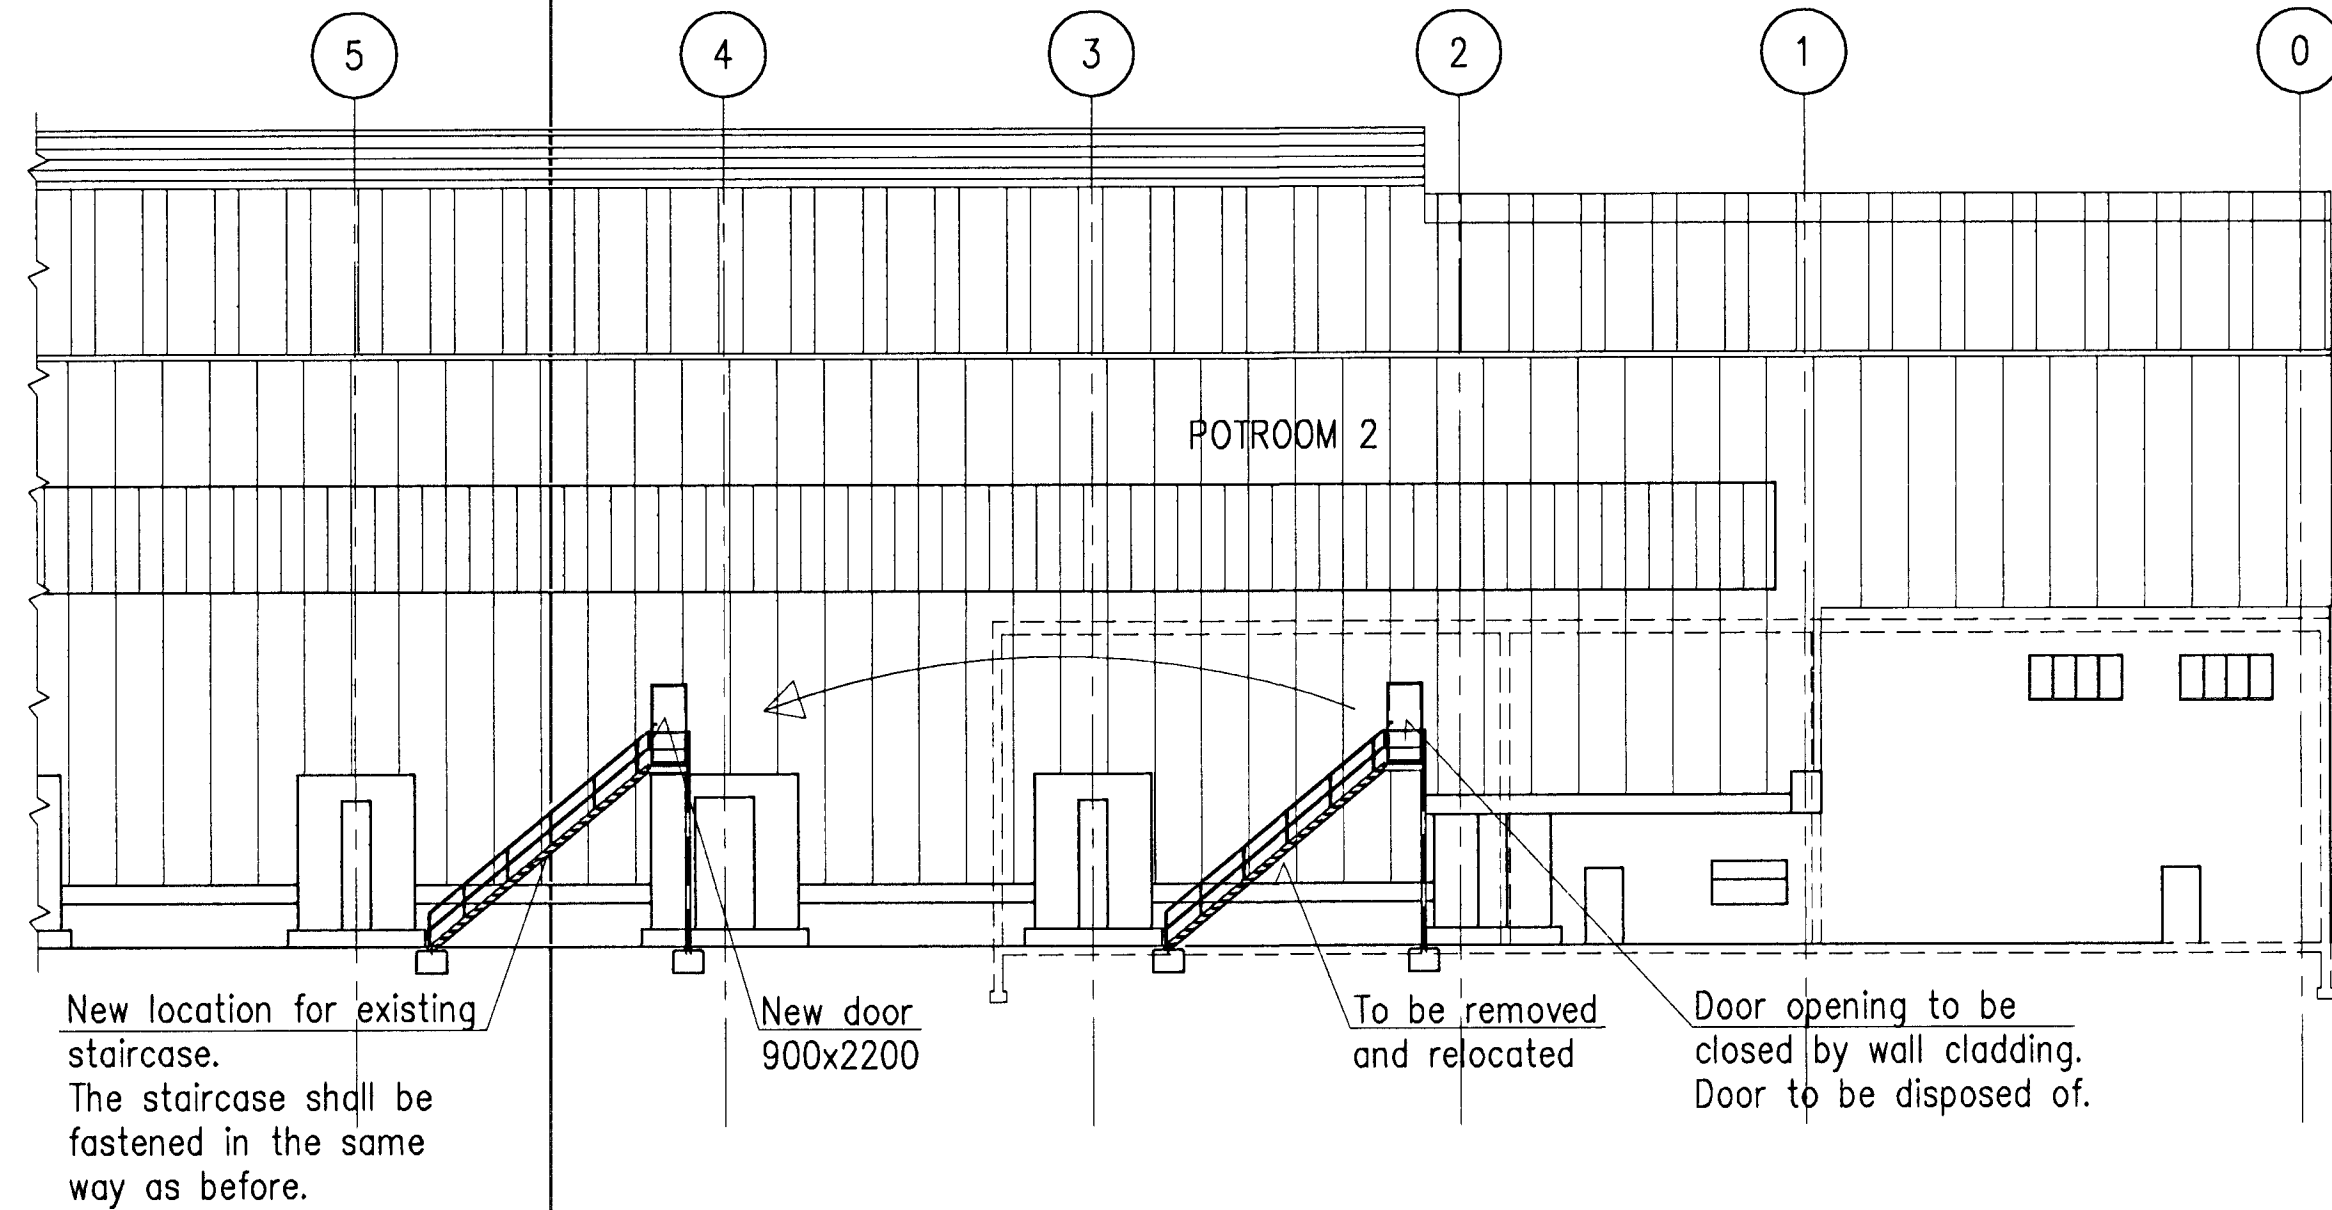 5
4
3
2
1
0
POTROOM 2
New location for existing
staircase.
The staircase shall be
fastened in the same
way as before.
New door
900x2200
To be removed
and relocated
Door opening to be
closed by wall cladding.
Door to be disposed of.